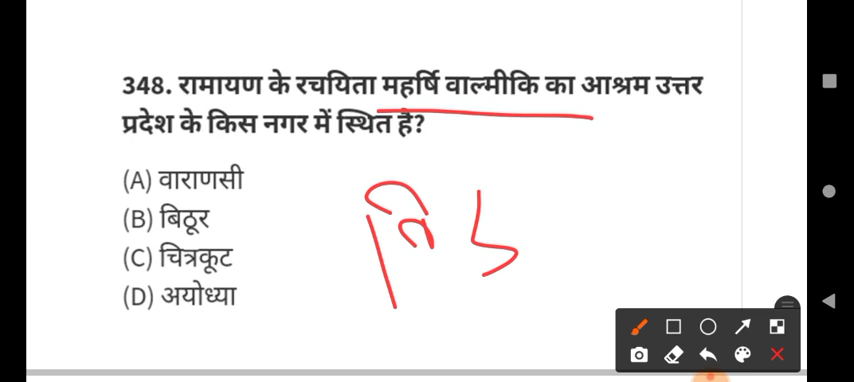 348. रामायण के रचयिता महर्षि वाल्मीकि का आश्रम उत्तर
प्रदेश के किस नगर में स्थित है?
(A) वाराणसी
(B) बिठूर
(C) चित्रकूट
(D) अयोध्या